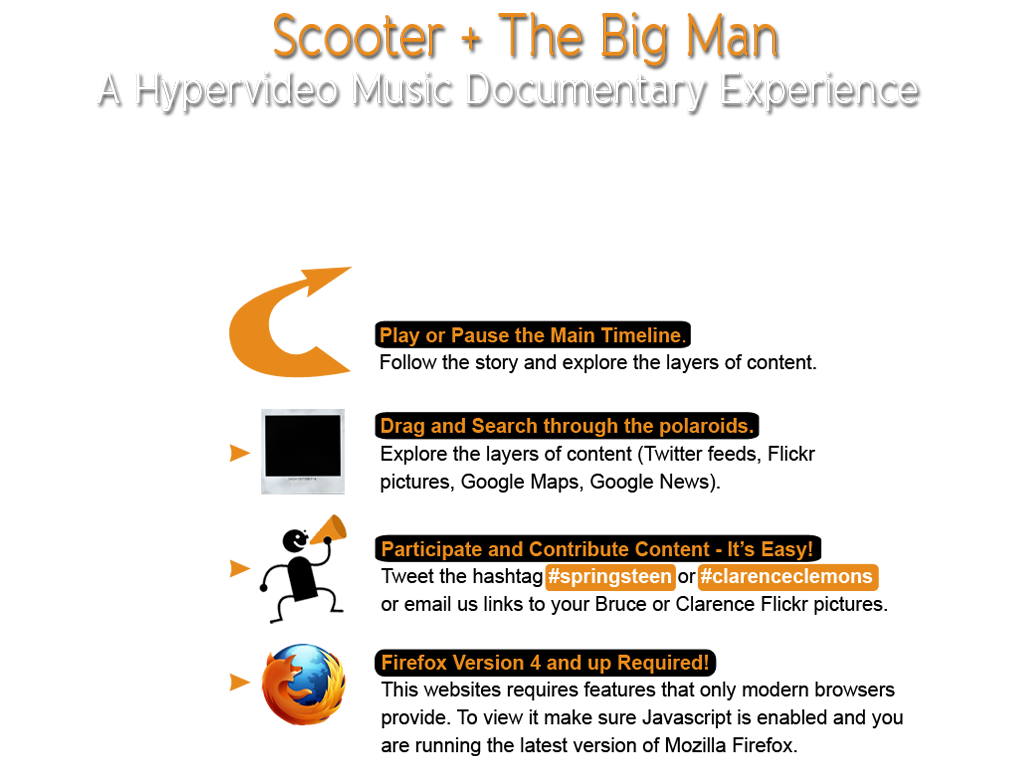 Scooter + The Big Man
A Hypervideo Music Documentary Experience
Play or Pause the Main Timeline.
Follow the story and explore the layers of content.
Drag and Search through the polaroids.
Explore the layers of content (Twitter feeds, Flickr
pictures, Google Maps, Google News).
Participate and Contribute Content - It's Easy!
Tweet the hashtag #springsteen or #clarenceclemons
or email us links to your Bruce or Clarence Flickr pictures.
Firefox Version 4 and up Required!
This websites requires features that only modern browsers
provide. To view it make sure Javascript is enabled and you
are running the latest version of Mozilla Firefox.